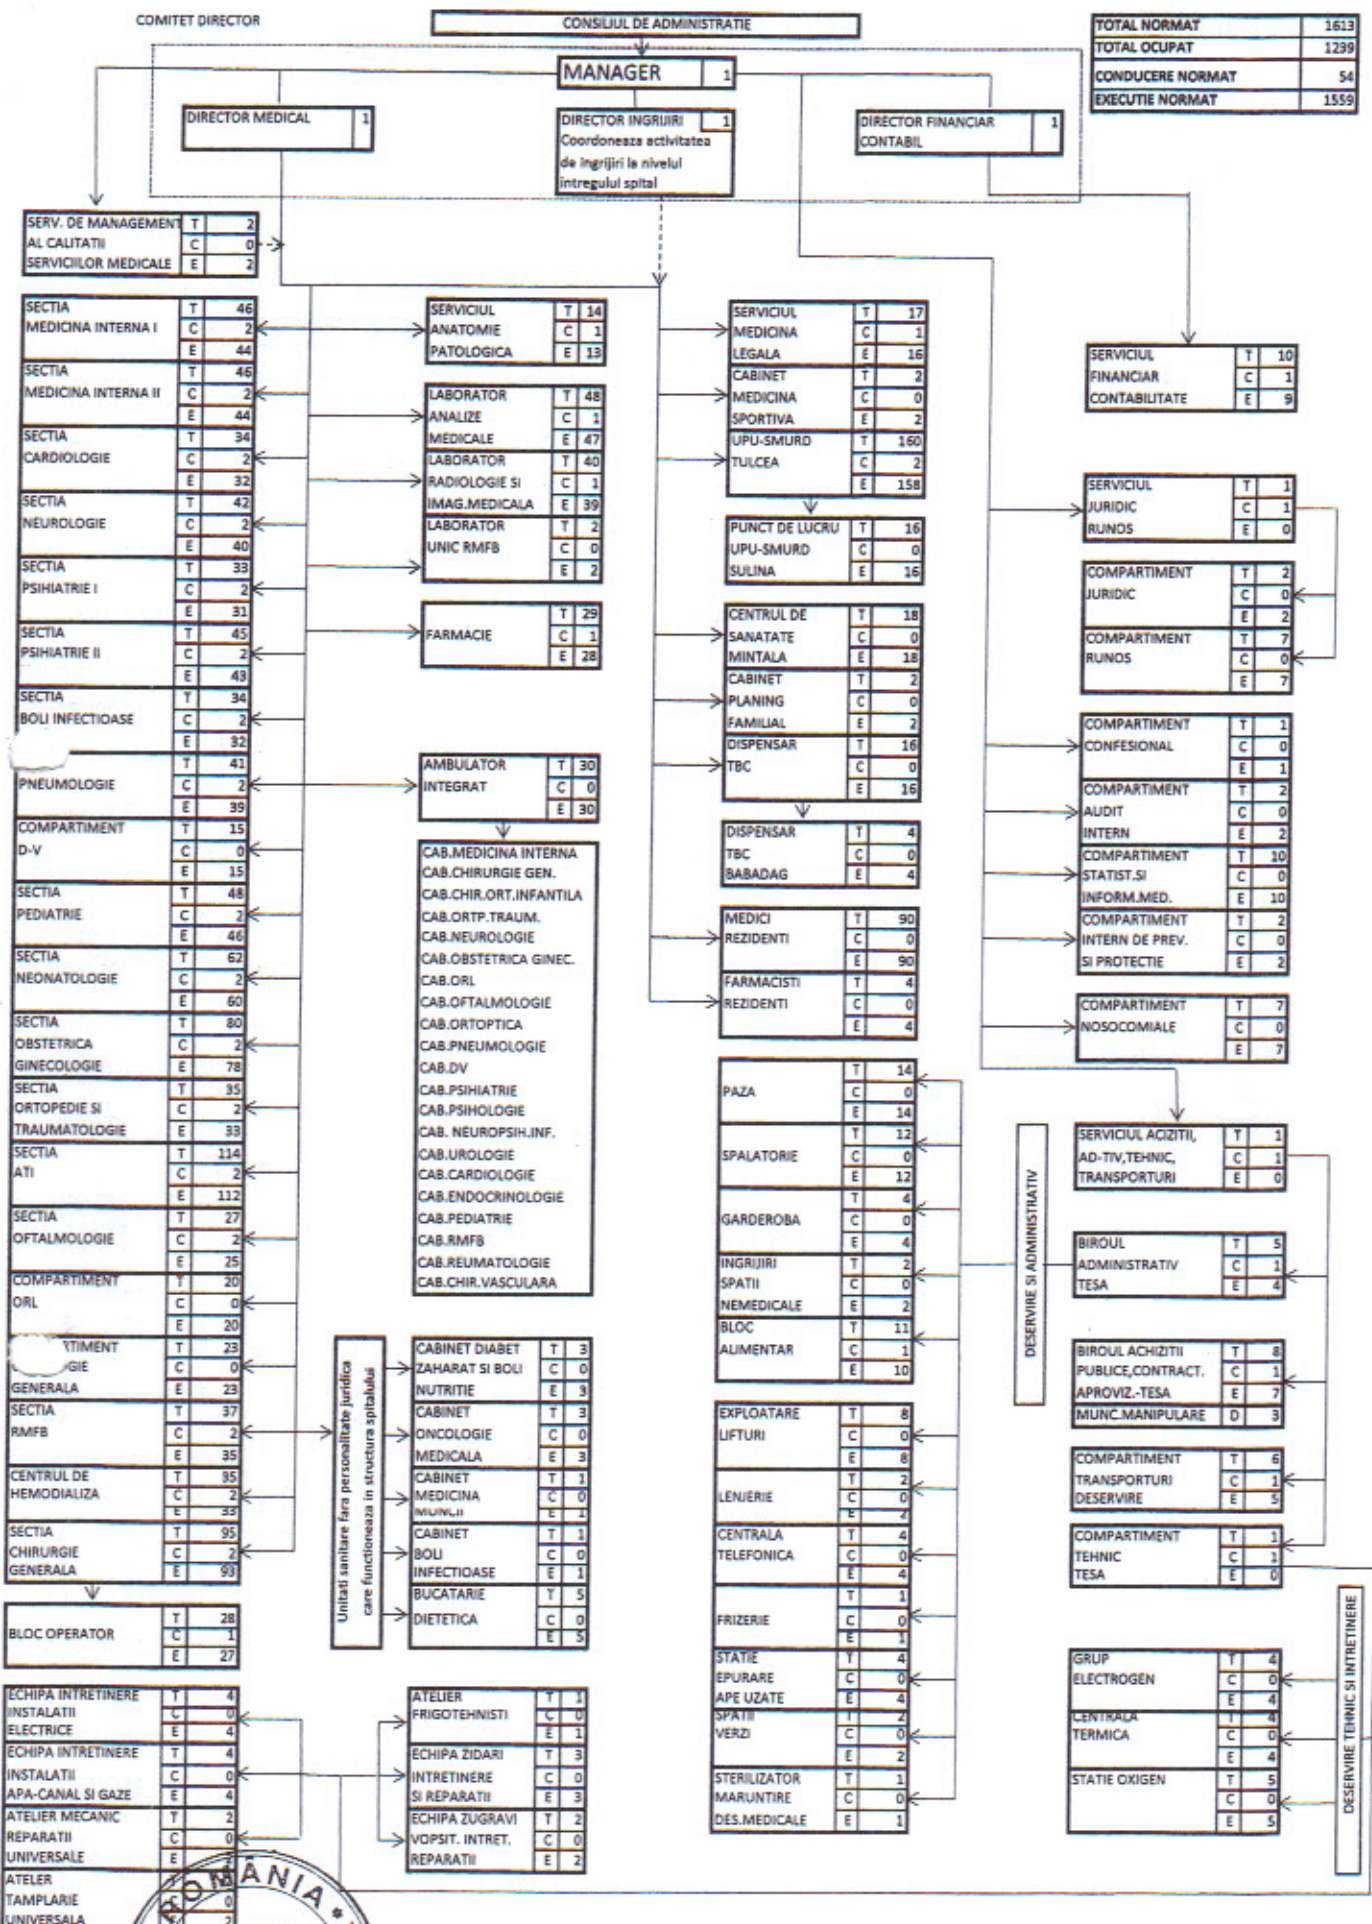 COMITET DIRECTOR
CONSILIUL DE ADMINISTRATIE
TOTAL NORMAT 1613
TOTAL OCUPAT 1239
CONDUCERE NORMAT 54
EXECUTIE NORMAT 1559
MANAGER 1
DIRECTOR MEDICAL 1
DIRECTOR INGRIJIRI 1
Coordoneaza activitatea
de ingrijiri la nivelul
intregului spital
DIRECTOR FINANCIAR 1
CONTABIL
SERV. DE MANAGEMENT T 2
AL CALITATII C 0
SERVICIILOR MEDICALE E 2
SECTIA T 46
MEDICINA INTERNA I C 2
E 44
SECTIA T 46
MEDICINA INTERNA II C 2
E 44
SECTIA T 34
CARDIOLOGIE C 2
E 32
SECTIA T 42
NEUROLOGIE C 2
E 40
SECTIA T 33
PSIHIATRIE I C 2
E 31
SECTIA T 45
PSIHIATRIE II C 2
E 43
SECTIA T 34
BOLI INFECTIOASE C 2
E 32
T 41
PNEUMOLOGIE C 2
E 39
COMPARTIMENT T 15
D-V C 0
E 15
SECTIA T 48
PEDIATRIE C 2
E 46
SECTIA T 62
NEONATOLOGIE C 2
E 60
SECTIA T 80
OBSTETRICA C 2
GINECOLOGIE E 78
SECTIA T 35
ORTOPEDIE SI C 2
TRAUMATOLOGIE E 33
SECTIA T 114
ATI C 2
E 112
SECTIA T 27
OFTALMOLOGIE C 2
E 25
COMPARTIMENT T 20
ORL C 0
E 20
TIMENT T 23
GIE C 0
GENERALA E 23
SECTIA T 37
RMFB C 2
E 35
CENTRUL DE T 35
HEMODIALIZA C 2
E 33
SECTIA T 95
CHIRURGIE C 2
GENERALA E 93
T 28
BLOC OPERATOR C 1
E 27
ECHIPA INTRETINERE T 4
INSTALATII C 0
ELECTRICE E 4
ECHIPA INTRETINERE T 4
INSTALATII C 0
APA-CANAL SI GAZE E 4
ATELIER MECANIC T 2
REPARATII C 0
UNIVERSALE E
ATELER
TAMPLARIE 0
UNIVERSALA 2
ROMÂNIA *
SERVICIUL T 14
ANATOMIE C 1
PATOLOGICA E 13
LABORATOR T 48
ANALIZE C 1
MEDICALE E 47
LABORATOR T 40
RADIOLOGIE SI C 1
IMAG.MEDICALA E 39
LABORATOR T 2
UNIC RMFB C 0
E 2
T 29
FARMACIE C 1
E 28
AMBULATOR T 30
INTEGRAT C 0
E 30
CAB.MEDICINA INTERNA
CAB.CHIRURGIE GEN.
CAB.CHIR.ORT.INFANTILA
CAB.ORTP.TRAUM.
CAB.NEUROLOGIE
CAB.OBSTETRICA GINEC.
CAB.ORL
CAB.OFTALMOLOGIE
CAB.ORTOPTICA
CAB.PNEUMOLOGIE
CAB.DV
CAB.PSIHIATRIE
CAB.PSIHOLOGIE
CAB. NEUROPSIH.INF.
CAB.UROLOGIE
CAB.CARDIOLOGIE
CAB.ENDOCRINOLOGIE
CAB.PEDIATRIE
CAB.RMFB
CAB.REUMATOLOGIE
CAB.CHIR.VASCULARA
Unitati sanitare fara personalitate juridica
care functioneaza in structura spitalului
CABINET DIABET T 3
ZAHARAT SI BOLI C 0
NUTRITIE E 3
CABINET T 3
ONCOLOGIE C 0
MEDICALA E 3
CABINET T 1
MEDICINA C 0
MUNCII E 1
CABINET T 1
BOLI C 0
INFECTIOASE E 1
BUCATARIE T 5
DIETETICA C 0
E 5
ATELIER T 1
FRIGOTEHNISTI C 0
E 1
ECHIPA ZIDARI T 3
INTRETINERE C 0
SI REPARATII E 3
ECHIPA ZUGRAVI T 2
VOPSIT. INTRET. C 0
REPARATII E 2
SERVICIUL T 17
MEDICINA C 1
LEGALA E 16
CABINET T 2
MEDICINA C 0
SPORTIVA E 2
UPU-SMURD T 160
TULCEA C 2
E 158
PUNCT DE LUCRU T 16
UPU-SMURD C 0
SULINA E 16
CENTRUL DE T 18
SANATATE C 0
MINTALA E 18
CABINET T 2
PLANING C 0
FAMILIAL E 2
DISPENSAR T 16
TBC C 0
E 16
DISPENSAR T 4
TBC C 0
BABADAG E 4
MEDICI T 90
REZIDENTI C 0
E 90
FARMACISTI T 4
REZIDENTI C 0
E 4
T 14
PAZA C 0
E 14
T 12
SPALATORIE C 0
E 12
T 4
GARDEROBA C 0
E 4
INGRIJIRI T 2
SPATII C 0
NEMEDICALE E 2
BLOC T 11
ALIMENTAR C 1
E 10
EXPLOATARE T 8
LIFTURI C 0
E 8
T 2
LENJERIE C 0
E 2
CENTRALA T 4
TELEFONICA C 0
E 4
T 1
FRIZERIE C 0
E 1
STATIE T 4
EPURARE C 0
APE UZATE E 4
SPATII T 2
VERZI C 0
E 2
STERILIZATOR T 1
MARUNTIRE C 0
DES.MEDICALE E 1
SERVICIUL T 10
FINANCIAR C 1
CONTABILITATE E 9
SERVICIUL T 1
JURIDIC C 1
RUNOS E 0
COMPARTIMENT T 2
JURIDIC C 0
E 2
COMPARTIMENT T 7
RUNOS C 0
E 7
COMPARTIMENT T 1
CONFESIONAL C 0
E 1
COMPARTIMENT T 2
AUDIT C 0
INTERN E 2
COMPARTIMENT T 10
STATIST.SI C 0
INFORM.MED. E 10
COMPARTIMENT T 2
INTERN DE PREV. C 0
SI PROTECTIE E 2
COMPARTIMENT T 7
NOSOCOMIALE C 0
E 7
DESERVIRE SI ADMINISTRATIV
SERVICIUL ACIZITII, T 1
AD-TIV,TEHNIC, C 1
TRANSPORTURI E 0
BIROUL T 5
ADMINISTRATIV C 1
TESA E 4
BIROUL ACHIZITII T 8
PUBLICE,CONTRACT. C 1
APROVIZ.-TESA E 7
MUNC.MANIPULARE D 3
COMPARTIMENT T 6
TRANSPORTURI C 1
DESERVIRE E 5
COMPARTIMENT T 1
TEHNIC C 1
TESA E 0
DESERVIRE TEHNIC SI INTRETINERE
GRUP T 4
ELECTROGEN C 0
E 4
CENTRALA T 4
TERMICA C 0
E 4
STATIE OXIGEN T 5
C 0
E 5